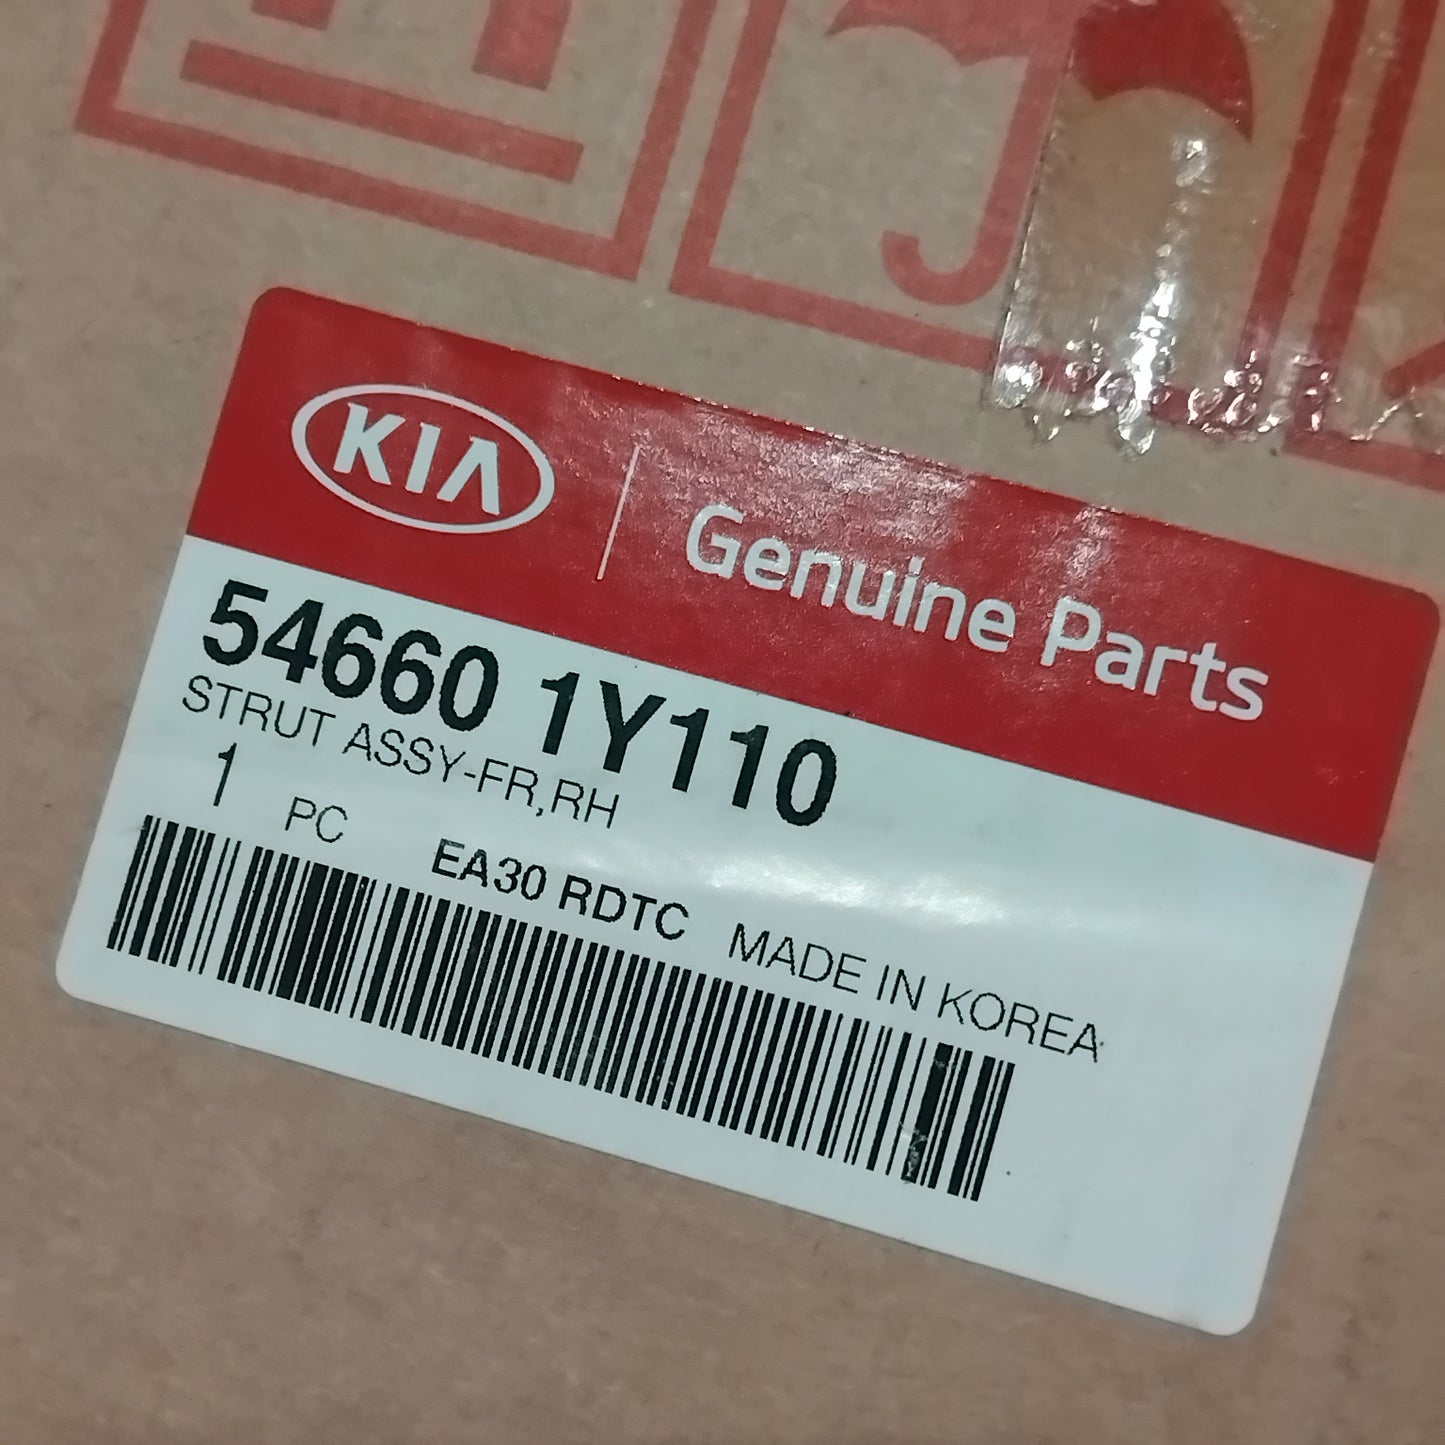 KIA
Genuine Parts
54660 1Y110
STRUT ASSY-FR,RH
1 PC EA30 RDTC MADE IN KOREA